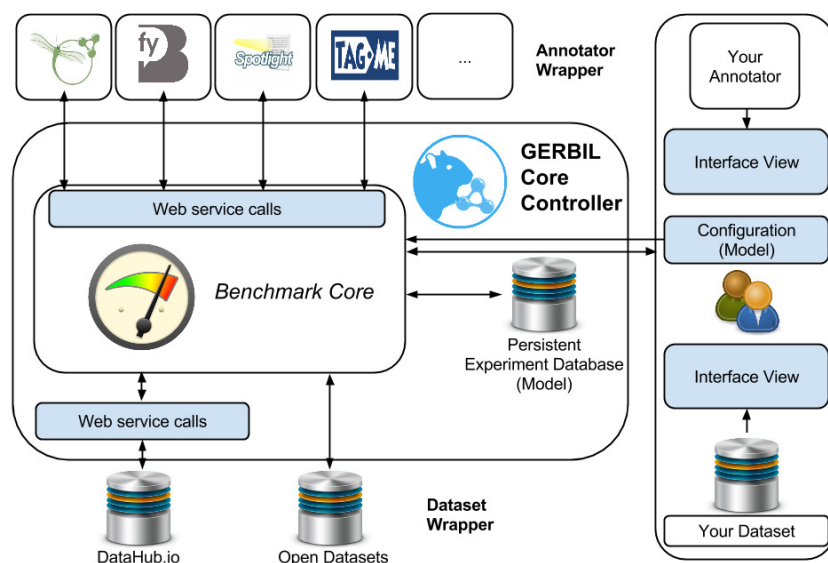 fy
Spotlight
TAG ME
...
Annotator
Wrapper
Your
Annotator
Interface View
GERBIL
Core
Controller
Web service calls
Configuration
(Model)
Benchmark Core
Persistent
Experiment Database
(Model)
Interface View
Web service calls
Dataset
Wrapper
DataHub.io
Open Datasets
Your Dataset